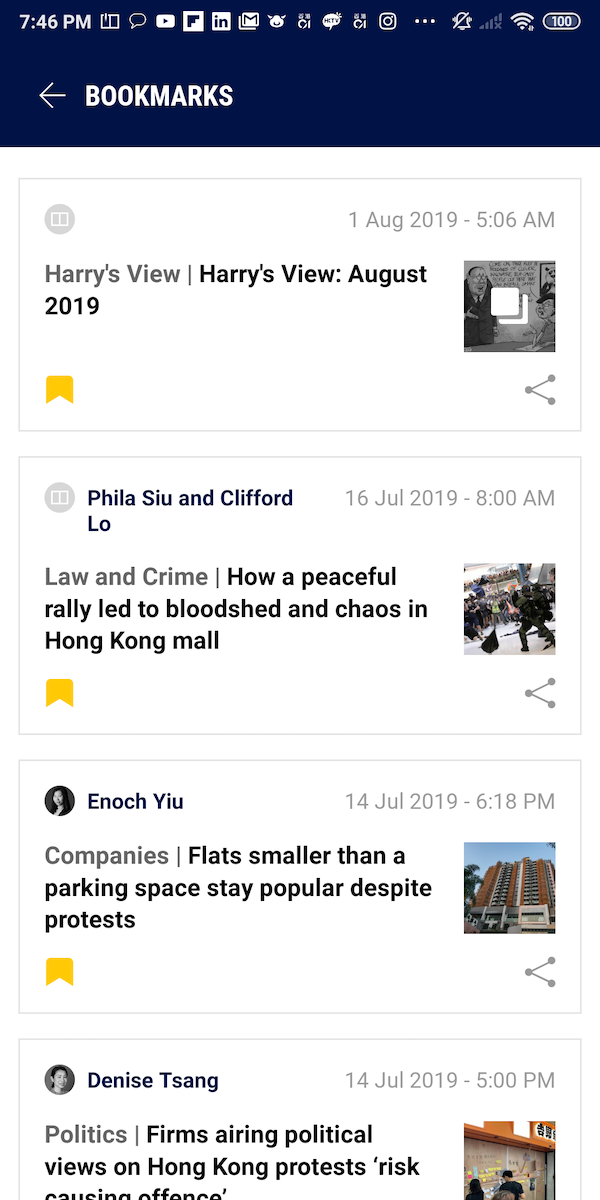 7:46 PM
100
BOOKMARKS
1 Aug 2019 - 5:06 AM
Harry's View | Harry's View: August
2019
Phila Siu and Clifford
Lo
16 Jul 2019 - 8:00 AM
Law and Crime | How a peaceful
rally led to bloodshed and chaos in
Hong Kong mall
Enoch Yiu
14 Jul 2019 - 6:18 PM
Companies | Flats smaller than a
parking space stay popular despite
protests
Denise Tsang
14 Jul 2019 - 5:00 PM
Politics | Firms airing political
views on Hong Kong protests ‘risk
causing offence’